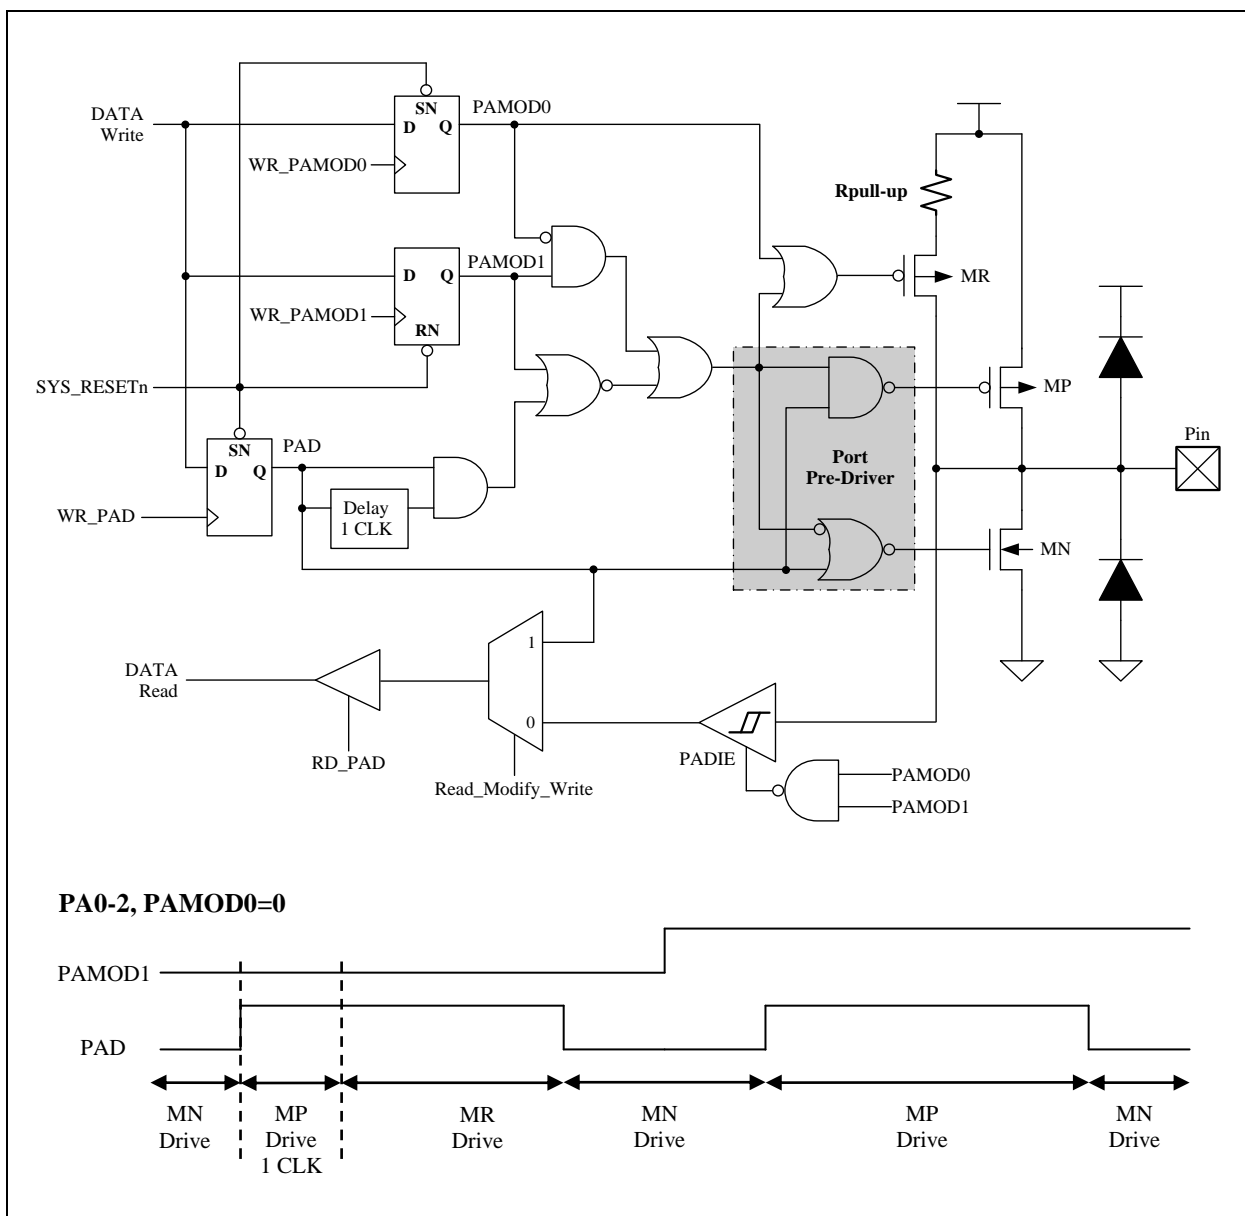 DATA
Write
SN
D Q
PAMOD0
WR_PAMOD0
Rpull-up
D Q
PAMOD1
MR
WR_PAMOD1
RN
SYS_RESETn
MP
SN
D Q
PAD
Port
Pre-Driver
Pin
WR_PAD
Delay
1 CLK
MN
1
DATA
Read
0
PADIE
RD_PAD
Read_Modify_Write
PAMOD0
PAMOD1
PA0-2, PAMOD0=0
PAMOD1
PAD
MN
Drive
MP
Drive
1 CLK
MR
Drive
MN
Drive
MP
Drive
MN
Drive